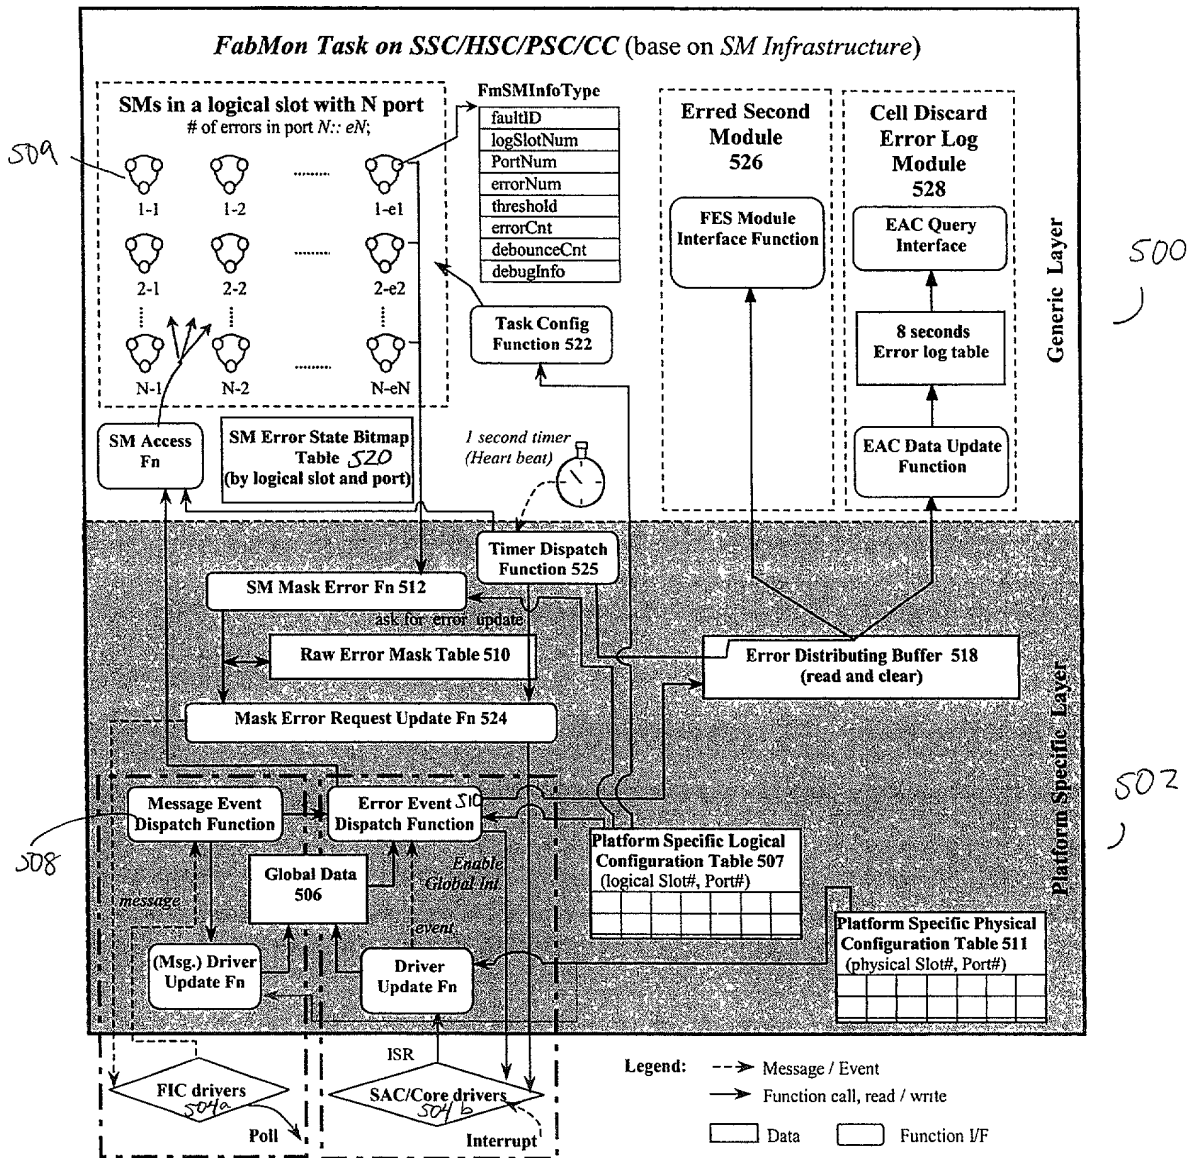 FabMon Task on SSC/HSC/PSC/CC (base on SM Infrastructure)
SMs in a logical slot with N port
# of errors in port N:: eN;
509
1-1
1-2
........
1-e1
2-1
2-2
........
2-e2
N-1
N-2
........
N-eN
FmSMInfoType
faultID
logSlotNum
PortNum
errorNum
threshold
errorCnt
debounceCnt
debugInfo
Erred Second
Module
526
FES Module
Interface Function
Cell Discard
Error Log
Module
528
EAC Query
Interface
8 seconds
Error log table
EAC Data Update
Function
Generic Layer
500
Task Config
Function 522
SM Access
Fn
SM Error State Bitmap
Table 520
(by logical slot and port)
1 second timer
(Heart beat)
Timer Dispatch
Function 525
SM Mask Error Fn 512
ask for error update
Raw Error Mask Table 510
Mask Error Request Update Fn 524
Error Distributing Buffer 518
(read and clear)
Platform Specific Layer
502
Message Event
Dispatch Function
508
Error Event 510
Dispatch Function
Global Data
506
message
event
Enable
Global Int.
(Msg.) Driver
Update Fn
Driver
Update Fn
Platform Specific Logical
Configuration Table 507
(logical Slot#, Port#)
Platform Specific Physical
Configuration Table 511
(physical Slot#, Port#)
ISR
FIC drivers
504a
Poll
SAC/Core drivers
504b
Interrupt
Legend:
Message / Event
Function call, read / write
Data
Function I/F